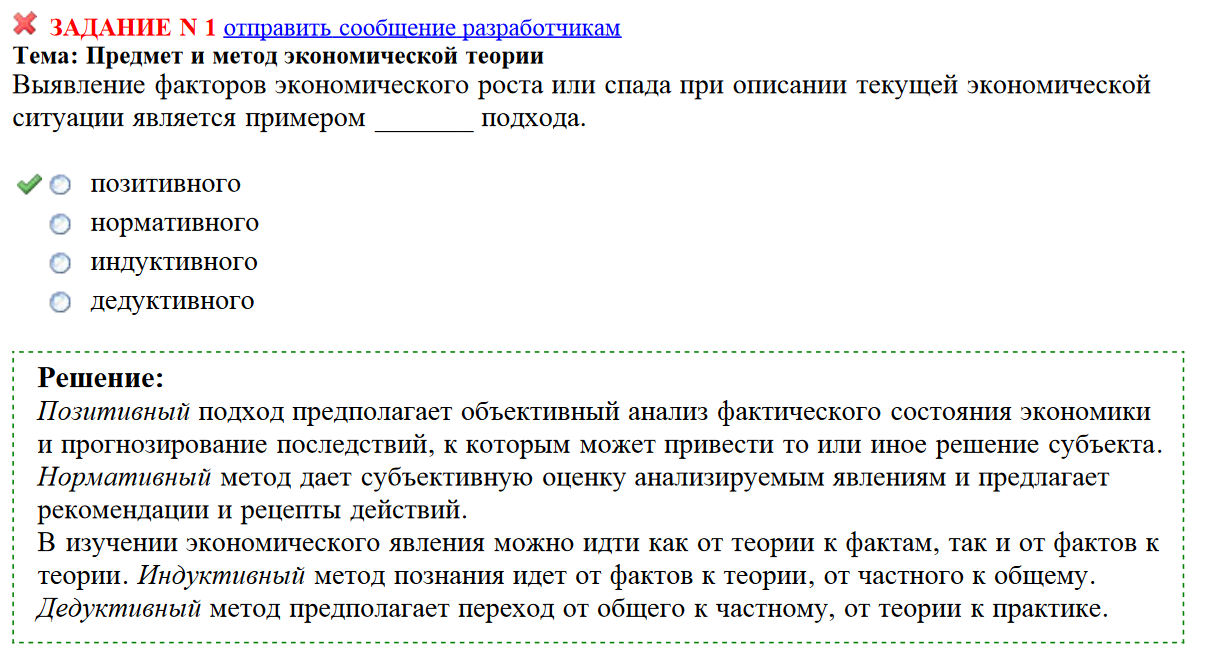 ЗАДАНИЕ N 1 отправить сообщение разработчикам
Тема: Предмет и метод экономической теории
Выявление факторов экономического роста или спада при описании текущей экономической
ситуации является примером _______ подхода.
позитивного
нормативного
индуктивного
дедуктивного
Решение:
Позитивный подход предполагает объективный анализ фактического состояния экономики
и прогнозирование последствий, к которым может привести то или иное решение субъекта.
Нормативный метод дает субъективную оценку анализируемым явлениям и предлагает
рекомендации и рецепты действий.
В изучении экономического явления можно идти как от теории к фактам, так и от фактов к
теории. Индуктивный метод познания идет от фактов к теории, от частного к общему.
Дедуктивный метод предполагает переход от общего к частному, от теории к практике.